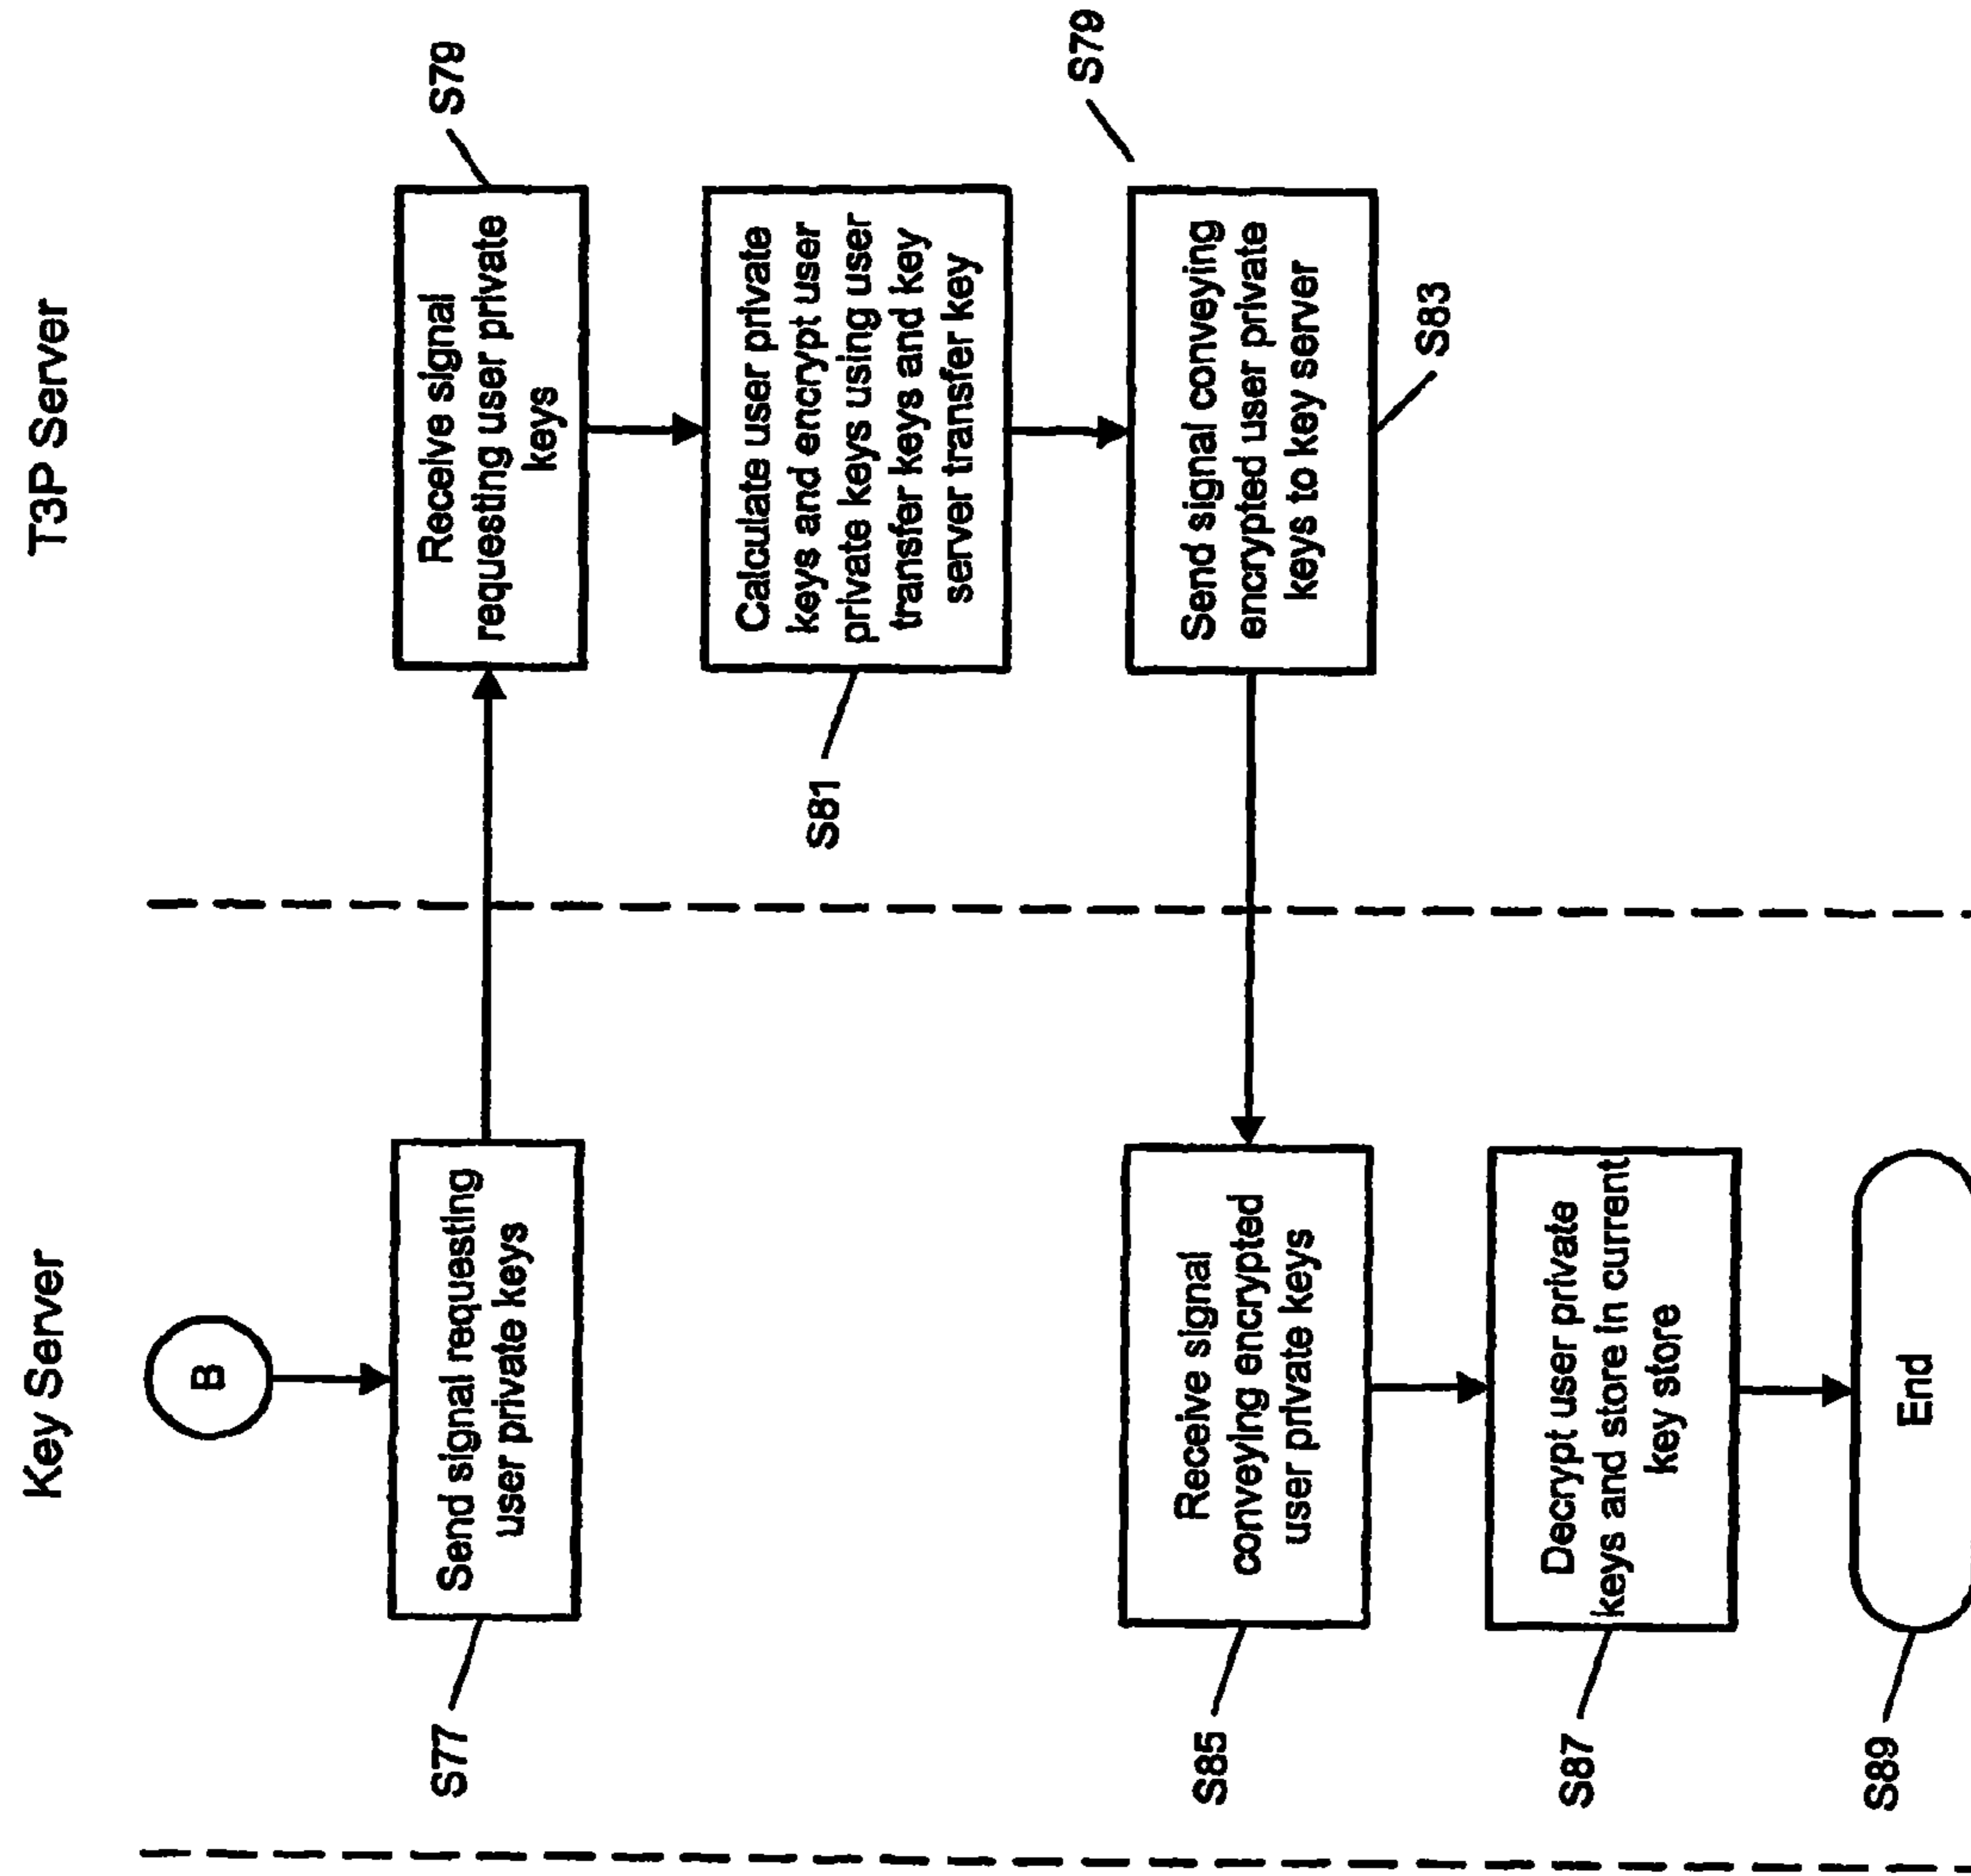 Key Server
T3P Server
B
Send signal requesting
user private keys
S77
Receive signal
requesting user private
keys
S79
Calculate user private
keys and encrypt user
private keys using user
transfer keys and key
server transfer key
S81
Send signal conveying
encrypted user private
keys to key server
S79
S83
Receive signal
conveying encrypted
user private keys
S85
Decrypt user private
keys and store in current
key store
S87
End
S89